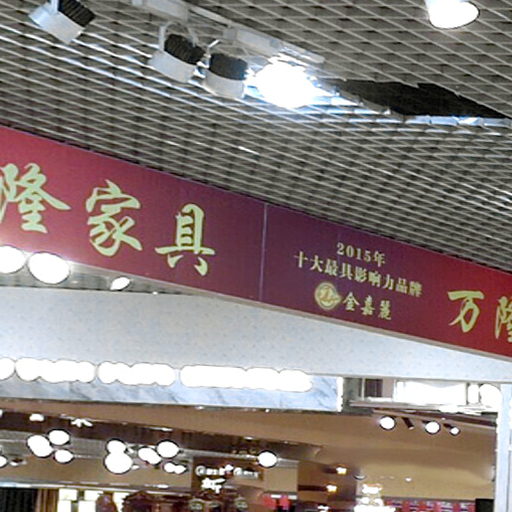 隆家具
2015年
十大最具影响力品牌
金嘉麓
万隆